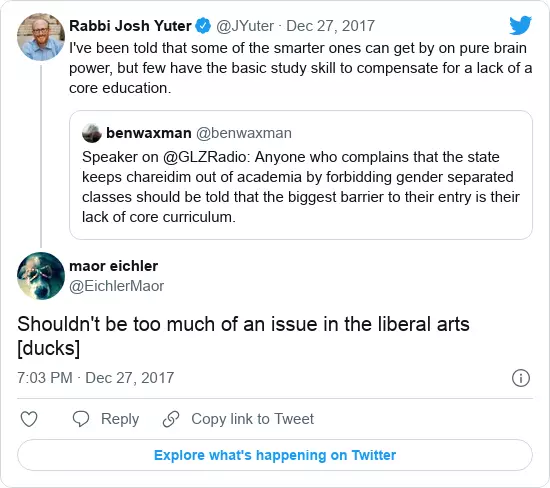 Rabbi Josh Yuter @JYuter · Dec 27, 2017
I've been told that some of the smarter ones can get by on pure brain
power, but few have the basic study skill to compensate for a lack of a
core education.
benwaxman @benwaxman
Speaker on @GLZRadio: Anyone who complains that the state
keeps chareidim out of academia by forbidding gender separated
classes should be told that the biggest barrier to their entry is their
lack of core curriculum.
maor eichler
@EichlerMaor
Shouldn't be too much of an issue in the liberal arts
[ducks]
7:03 PM · Dec 27, 2017
Reply Copy link to Tweet
Explore what's happening on Twitter